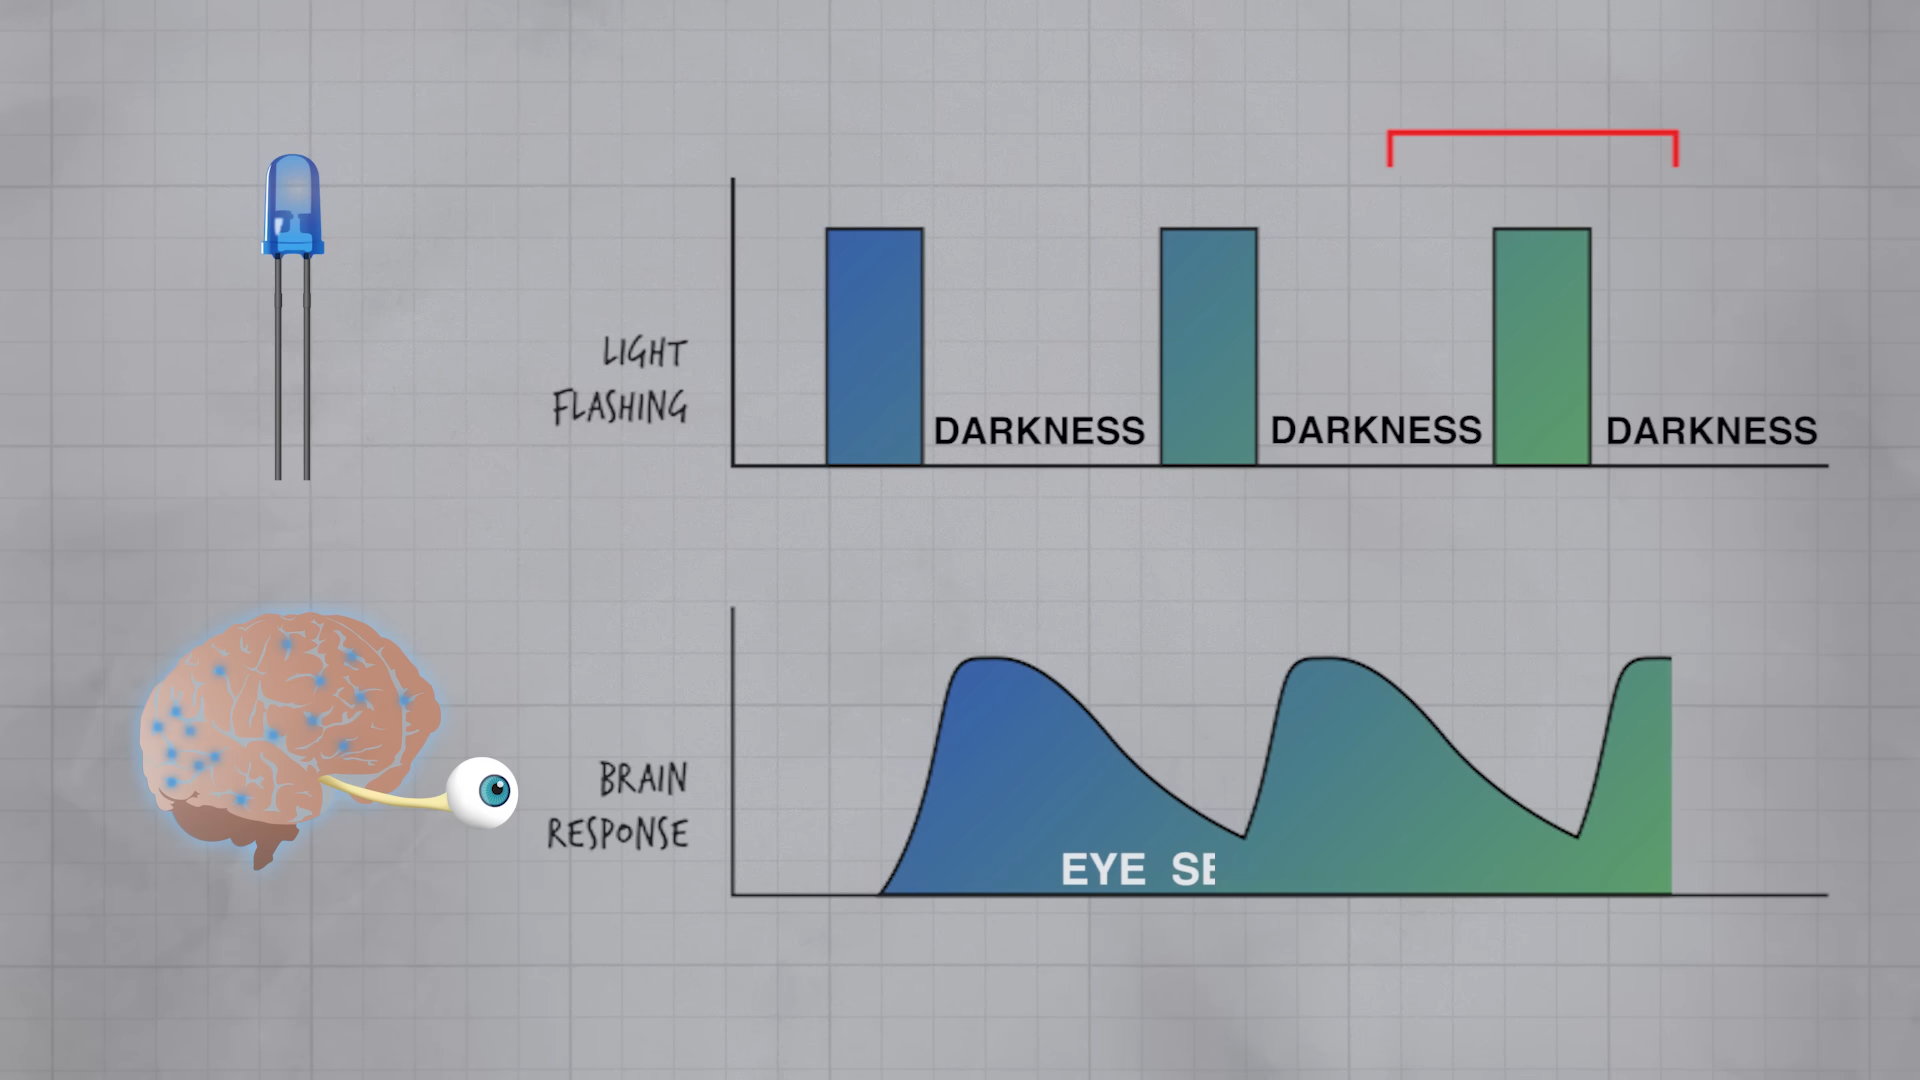 LIGHT
FLASHING
DARKNESS DARKNESS DARKNESS
BRAIN
RESPONSE
EYE